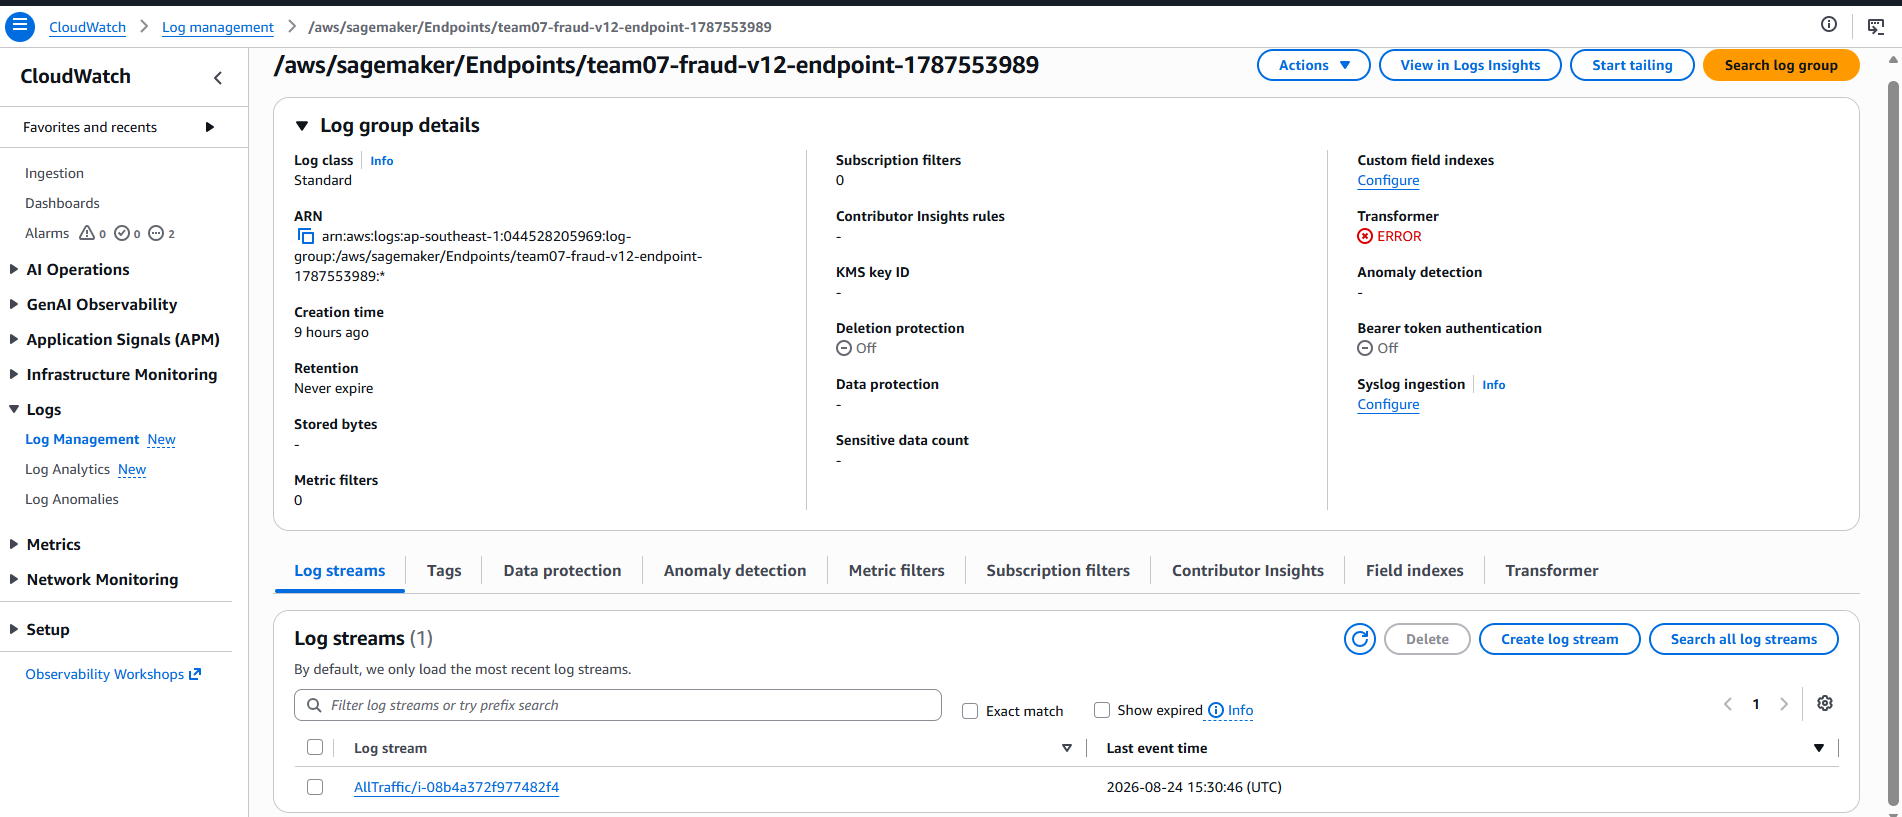 CloudWatch
Log management
/aws/sagemaker/Endpoints/team07-fraud-v12-endpoint-1787553989
CloudWatch
Favorites and recents
Ingestion
Dashboards
Alarms 0 0 2
AI Operations
GenAI Observability
Application Signals (APM)
Infrastructure Monitoring
Logs
Log Management New
Log Analytics New
Log Anomalies
Metrics
Network Monitoring
Setup
Observability Workshops
/aws/sagemaker/Endpoints/team07-fraud-v12-endpoint-1787553989
Actions
View in Logs Insights
Start tailing
Search log group
Log group details
Log class Info
Standard
ARN
arn:aws:logs:ap-southeast-1:044528205969:log-
group:/aws/sagemaker/Endpoints/team07-fraud-v12-endpoint-
1787553989:*
Creation time
9 hours ago
Retention
Never expire
Stored bytes
-
Metric filters
0
Subscription filters
0
Contributor Insights rules
-
KMS key ID
-
Deletion protection
Off
Data protection
-
Sensitive data count
-
Custom field indexes
Configure
Transformer
ERROR
Anomaly detection
-
Bearer token authentication
Off
Syslog ingestion Info
Configure
Log streams
Tags
Data protection
Anomaly detection
Metric filters
Subscription filters
Contributor Insights
Field indexes
Transformer
Log streams (1)
Delete
Create log stream
Search all log streams
By default, we only load the most recent log streams.
Filter log streams or try prefix search
Exact match
Show expired Info
1
Log stream
Last event time
AllTraffic/i-08b4a372f977482f4
2026-08-24 15:30:46 (UTC)